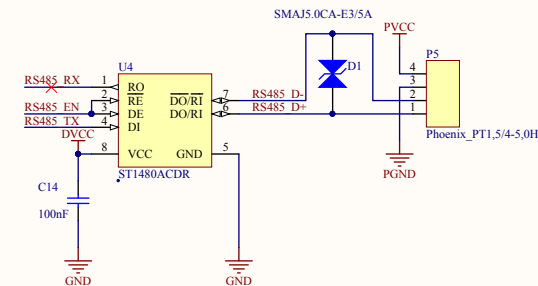 SMAJ5.0CA-E3/5A
PVCC
U4
D1
P5
RS485_RX
1
RO
2
RE
RS485_EN
3
DE
RS485_TX
4
DI
DO/RI
7
RS485_D-
DO/RI
6
RS485_D+
4
3
2
1
DVCC
8
VCC
GND
5
Phoenix_PT1,5/4-5,0H
ST1480ACDR
PGND
C14
100nF
GND
GND